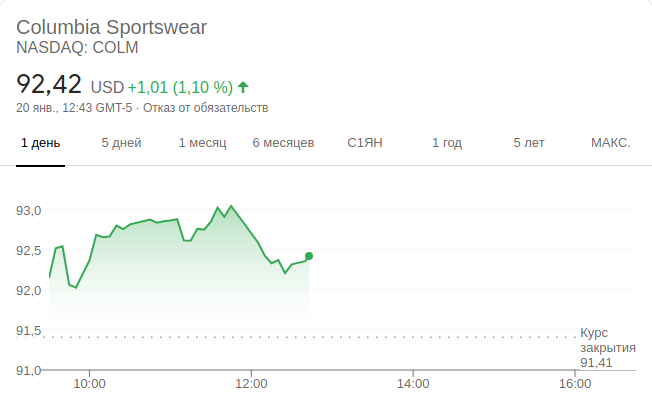 Columbia Sportswear
NASDAQ: COLM
92,42 USD +1,01 (1,10 %)
20 янв., 12:43 GMT-5 · Отказ от обязательств
1 день 5 дней 1 месяц 6 месяцев С1ЯН 1 год 5 лет МАКС.
93,0
92,5
92,0
91,5
Курс
закрытия
91,41
91,0
10:00 12:00 14:00 16:00